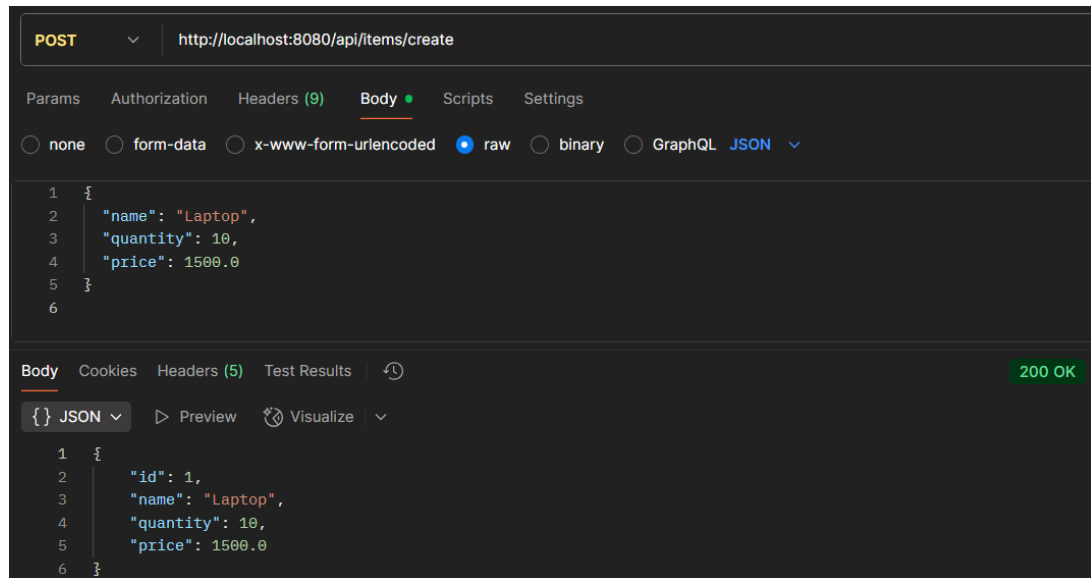 POST http://localhost:8080/api/items/create
Params Authorization Headers (9) Body Scripts Settings
none form-data x-www-form-urlencoded raw binary GraphQL JSON
1 {
2 "name": "Laptop",
3 "quantity": 10,
4 "price": 1500.0
5 }
6
Body Cookies Headers (5) Test Results 200 OK
{} JSON Preview Visualize
1 {
2 "id": 1,
3 "name": "Laptop",
4 "quantity": 10,
5 "price": 1500.0
6 }